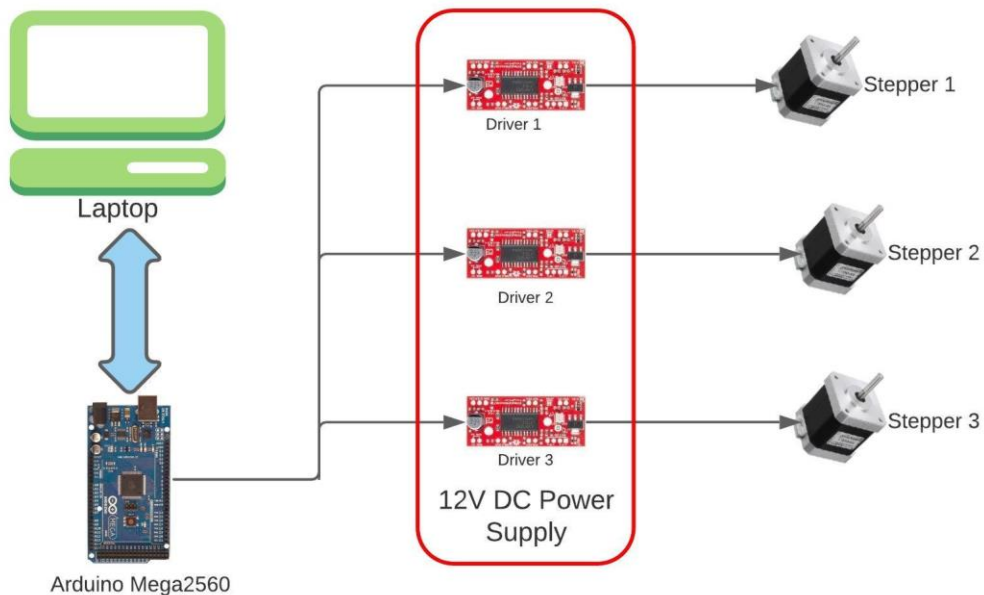 Stepper 1
Driver 1
Laptop
Stepper 2
Driver 2
Stepper 3
Driver 3
12V DC Power
Supply
Arduino Mega2560